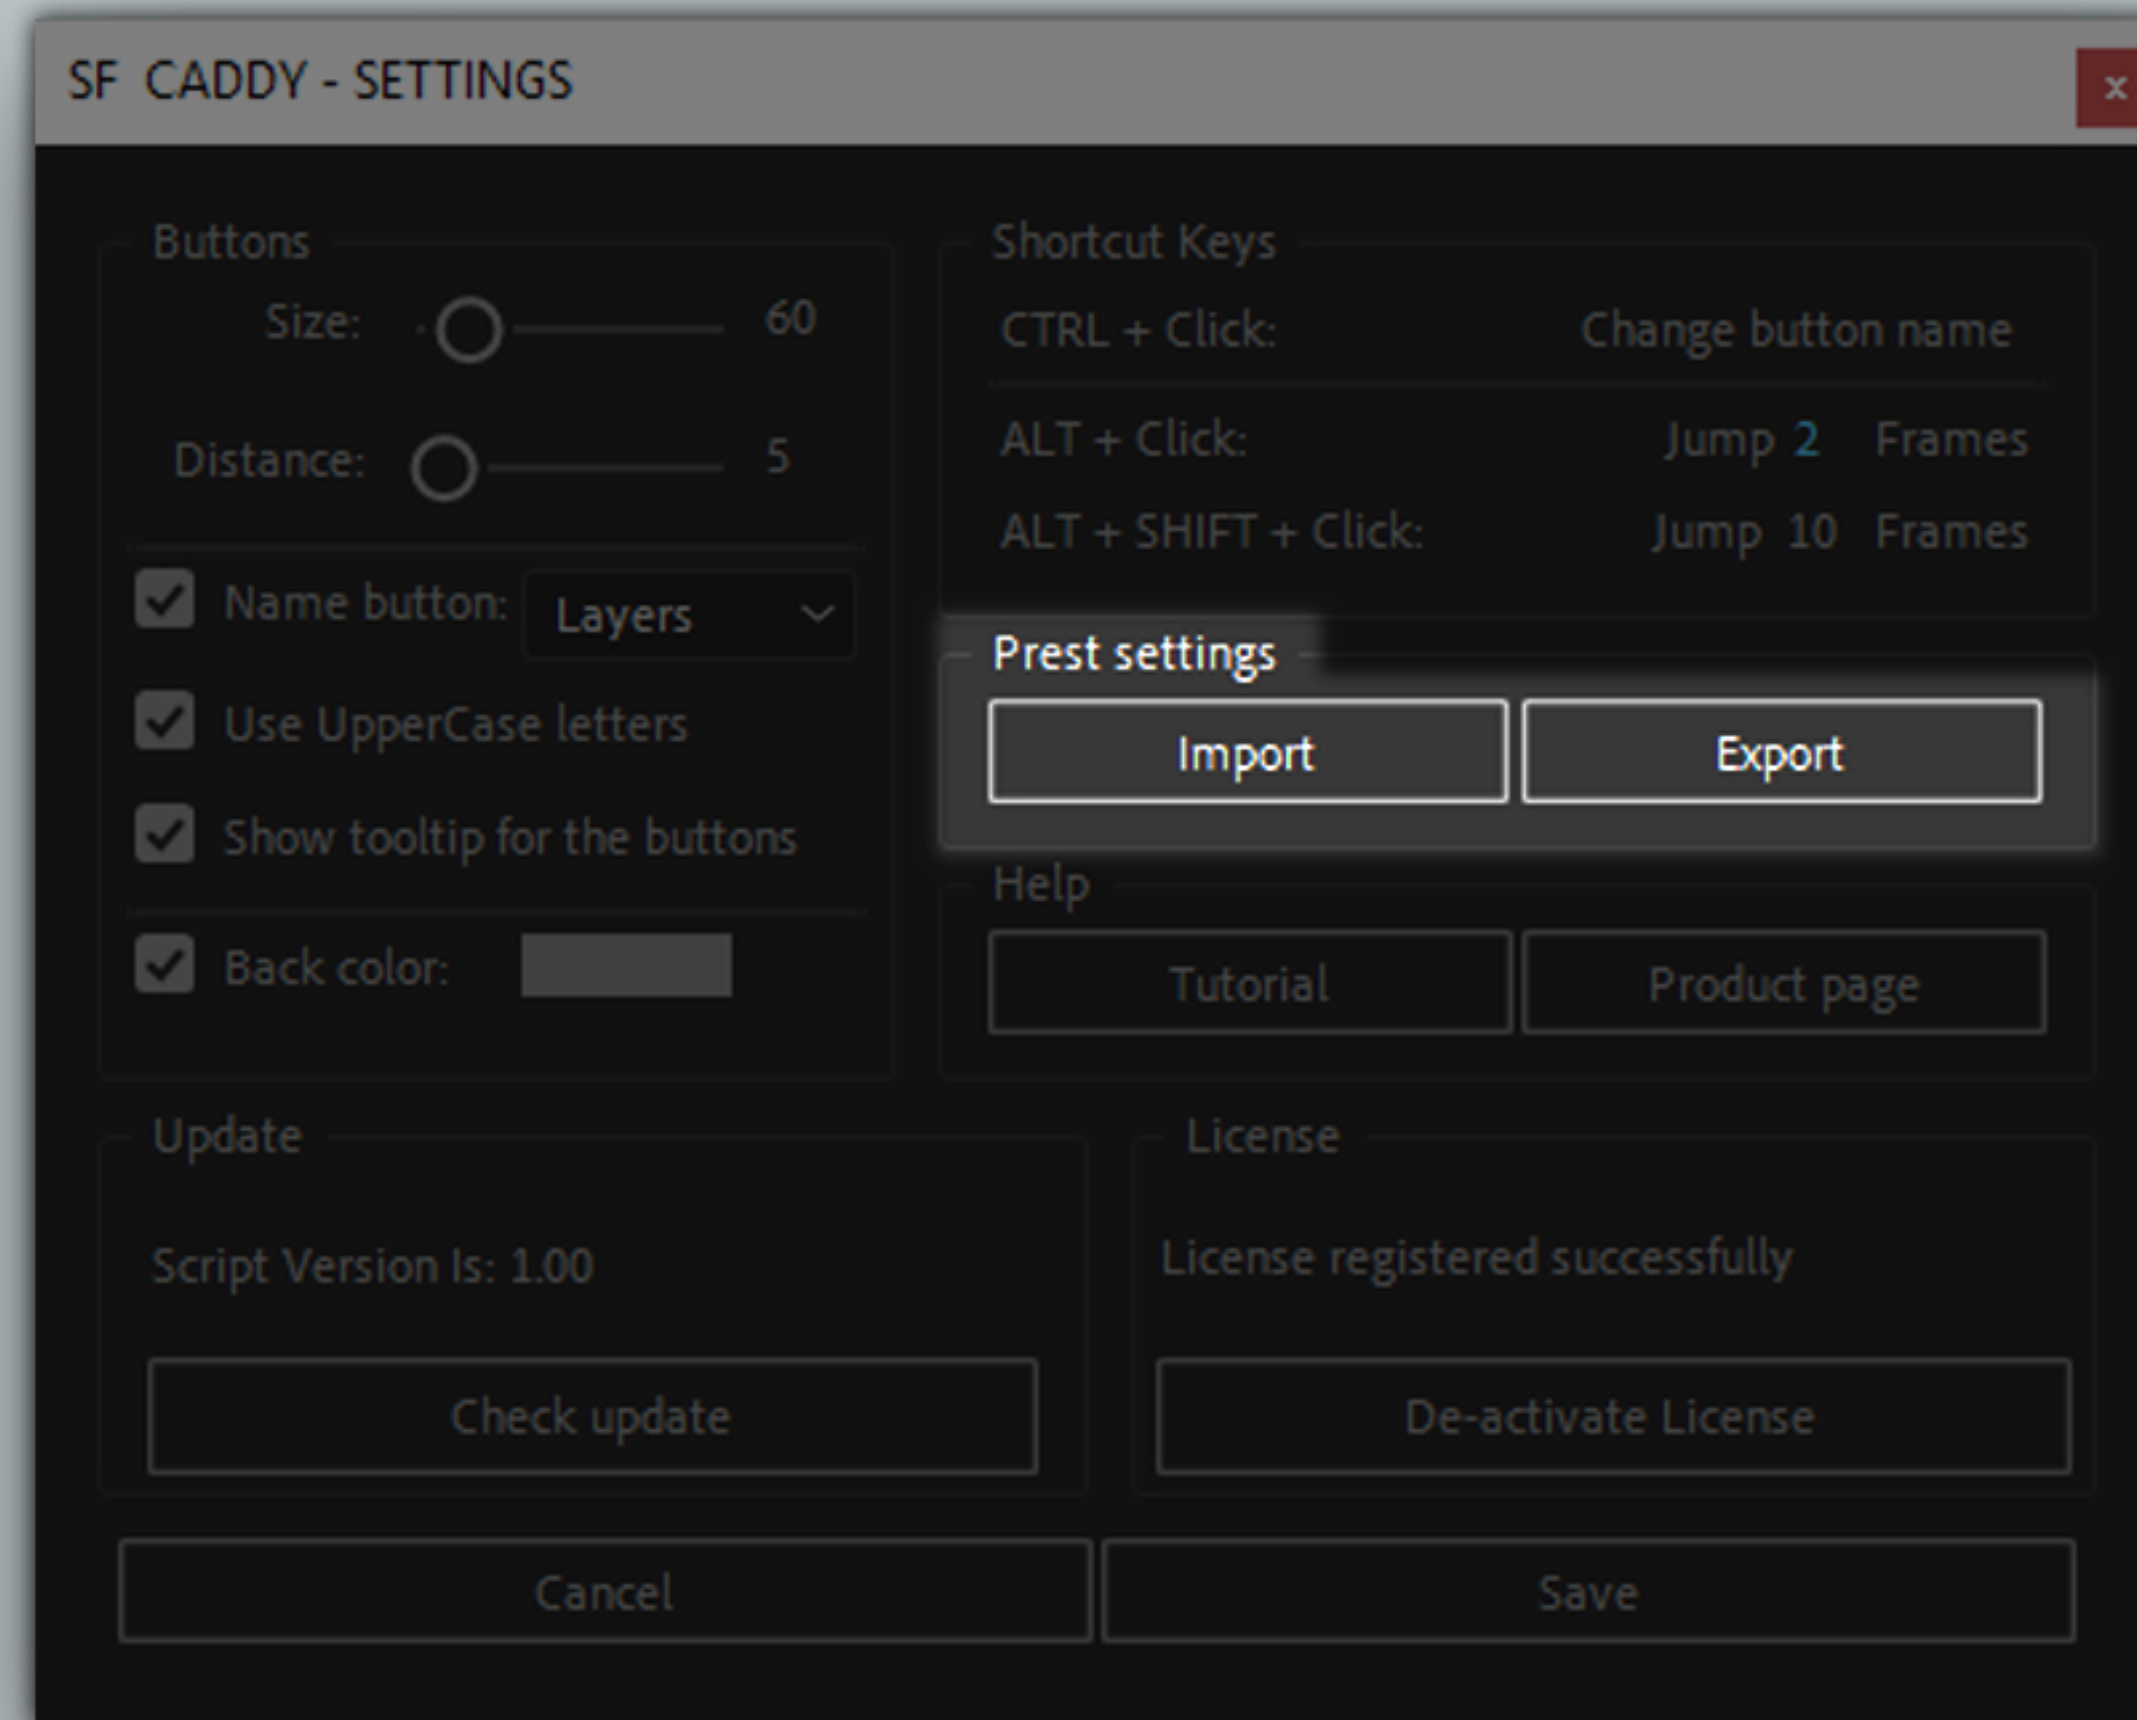 SF CADDY - SETTINGS
x
Buttons
Size: 60
Distance: 5
Name button: Layers
Use UpperCase letters
Show tooltip for the buttons
Back color:
Shortcut Keys
CTRL + Click: Change button name
ALT + Click: Jump 2 Frames
ALT + SHIFT + Click: Jump 10 Frames
Prest settings
Import Export
Help
Tutorial Product page
Update
Script Version Is: 1.00
Check update
License
License registered successfully
De-activate License
Cancel Save